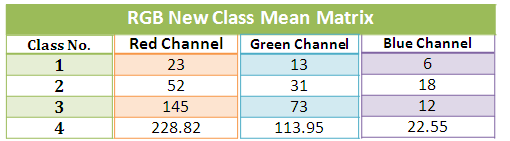 RGB New Class Mean Matrix
Class No. Red Channel Green Channel Blue Channel
1 23 13 6
2 52 31 18
3 145 73 12
4 228.82 113.95 22.55